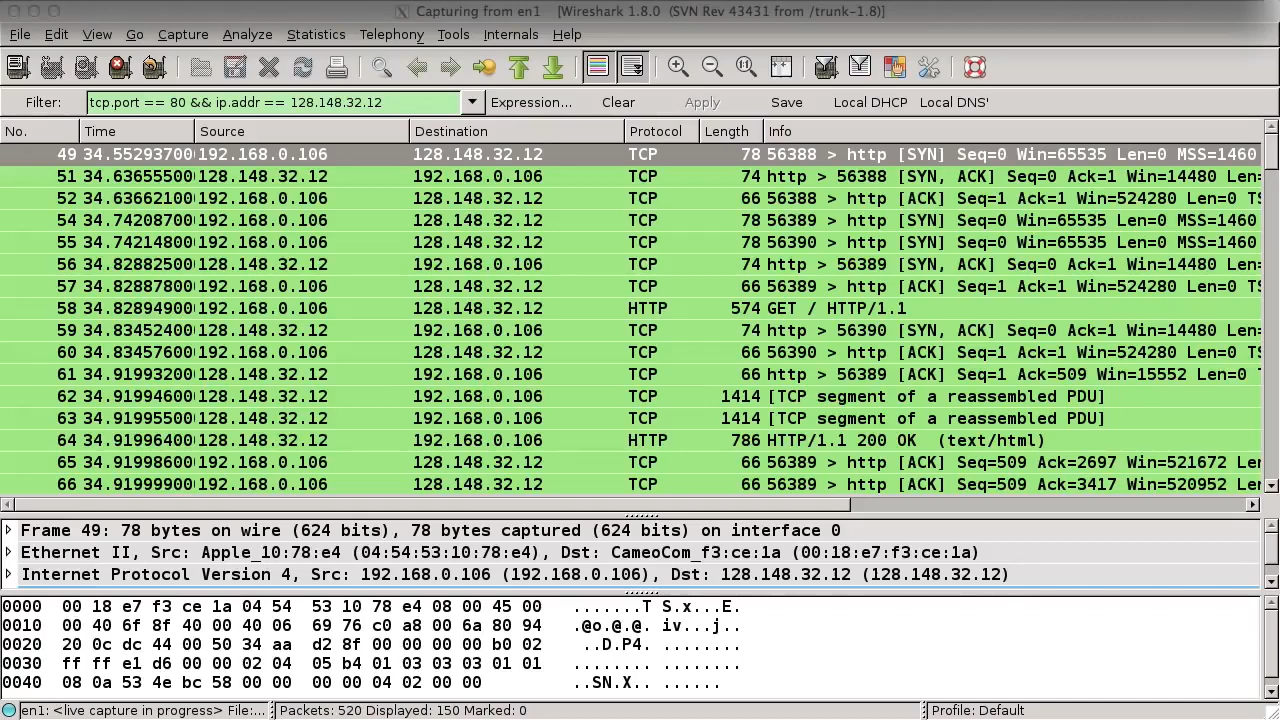 Capturing from en1 [Wireshark 1.8.0 (SVN Rev 43431 from /trunk-1.8)]
File Edit View Go Capture Analyze Statistics Telephony Tools Internals Help
Filter: tcp.port == 80 && ip.addr == 128.148.32.12 Expression... Clear Apply Save Local DHCP Local DNS'
No. Time Source Destination Protocol Length Info
49 34.552937000 192.168.0.106 128.148.32.12 TCP 78 56388 > http [SYN] Seq=0 Win=65535 Len=0 MSS=1460
51 34.636555000 128.148.32.12 192.168.0.106 TCP 74 http > 56388 [SYN, ACK] Seq=0 Ack=1 Win=14480 Len=
52 34.636621000 192.168.0.106 128.148.32.12 TCP 66 56388 > http [ACK] Seq=1 Ack=1 Win=524280 Len=0 TS
54 34.742087000 192.168.0.106 128.148.32.12 TCP 78 56389 > http [SYN] Seq=0 Win=65535 Len=0 MSS=1460
55 34.742148000 192.168.0.106 128.148.32.12 TCP 78 56390 > http [SYN] Seq=0 Win=65535 Len=0 MSS=1460
56 34.828825000 128.148.32.12 192.168.0.106 TCP 74 http > 56389 [SYN, ACK] Seq=0 Ack=1 Win=14480 Len=
57 34.828878000 192.168.0.106 128.148.32.12 TCP 66 56389 > http [ACK] Seq=1 Ack=1 Win=524280 Len=0 TS
58 34.828949000 192.168.0.106 128.148.32.12 HTTP 574 GET / HTTP/1.1
59 34.834524000 128.148.32.12 192.168.0.106 TCP 74 http > 56390 [SYN, ACK] Seq=0 Ack=1 Win=14480 Len=
60 34.834576000 192.168.0.106 128.148.32.12 TCP 66 56390 > http [ACK] Seq=1 Ack=1 Win=524280 Len=0 TS
61 34.919932000 128.148.32.12 192.168.0.106 TCP 66 http > 56389 [ACK] Seq=1 Ack=509 Win=15552 Len=0 T
62 34.919946000 128.148.32.12 192.168.0.106 TCP 1414 [TCP segment of a reassembled PDU]
63 34.919955000 128.148.32.12 192.168.0.106 TCP 1414 [TCP segment of a reassembled PDU]
64 34.919964000 128.148.32.12 192.168.0.106 HTTP 786 HTTP/1.1 200 OK (text/html)
65 34.919986000 192.168.0.106 128.148.32.12 TCP 66 56389 > http [ACK] Seq=509 Ack=2697 Win=521672 Len
66 34.919999000 192.168.0.106 128.148.32.12 TCP 66 56389 > http [ACK] Seq=509 Ack=3417 Win=520952 Len
Frame 49: 78 bytes on wire (624 bits), 78 bytes captured (624 bits) on interface 0
Ethernet II, Src: Apple_10:78:e4 (04:54:53:10:78:e4), Dst: CameoCom_f3:ce:1a (00:18:e7:f3:ce:1a)
Internet Protocol Version 4, Src: 192.168.0.106 (192.168.0.106), Dst: 128.148.32.12 (128.148.32.12)
0000 00 18 e7 f3 ce 1a 04 54 53 10 78 e4 08 00 45 00 .......T S.x...E.
0010 00 40 6f 8f 40 00 40 06 69 76 c0 a8 00 6a 80 94 .@o.@.@. iv...j..
0020 20 0c dc 44 00 50 34 aa d2 8f 00 00 00 00 b0 02 ..D.P4. ........
0030 ff ff e1 d6 00 00 02 04 05 b4 01 03 03 03 01 01 ........ ........
0040 08 0a 53 4e bc 58 00 00 00 00 04 02 00 00 ..SN.X.. ......
en1: <live capture in progress> File:... Packets: 520 Displayed: 150 Marked: 0 Profile: Default